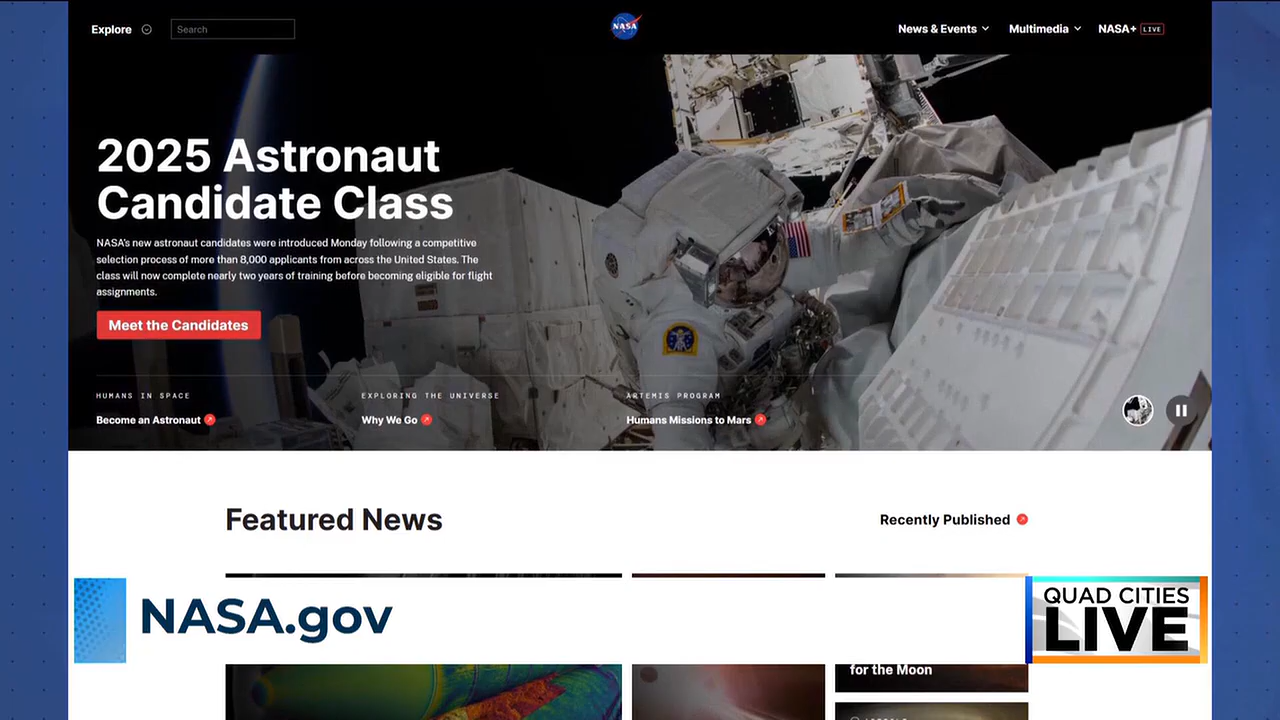 Explore
Search
NASA
News & Events
Multimedia
NASA+ LIVE
2025 Astronaut
Candidate Class
NASA's new astronaut candidates were introduced Monday following a competitive
selection process of more than 8,000 applicants from across the United States. The
class will now complete nearly two years of training before becoming eligible for flight
assignments.
Meet the Candidates
HUMANS IN SPACE
Become an Astronaut
EXPLORING THE UNIVERSE
Why We Go
ARTEMIS PROGRAM
Humans Missions to Mars
Featured News
Recently Published
NASA.gov
QUAD CITIES
LIVE
for the Moon